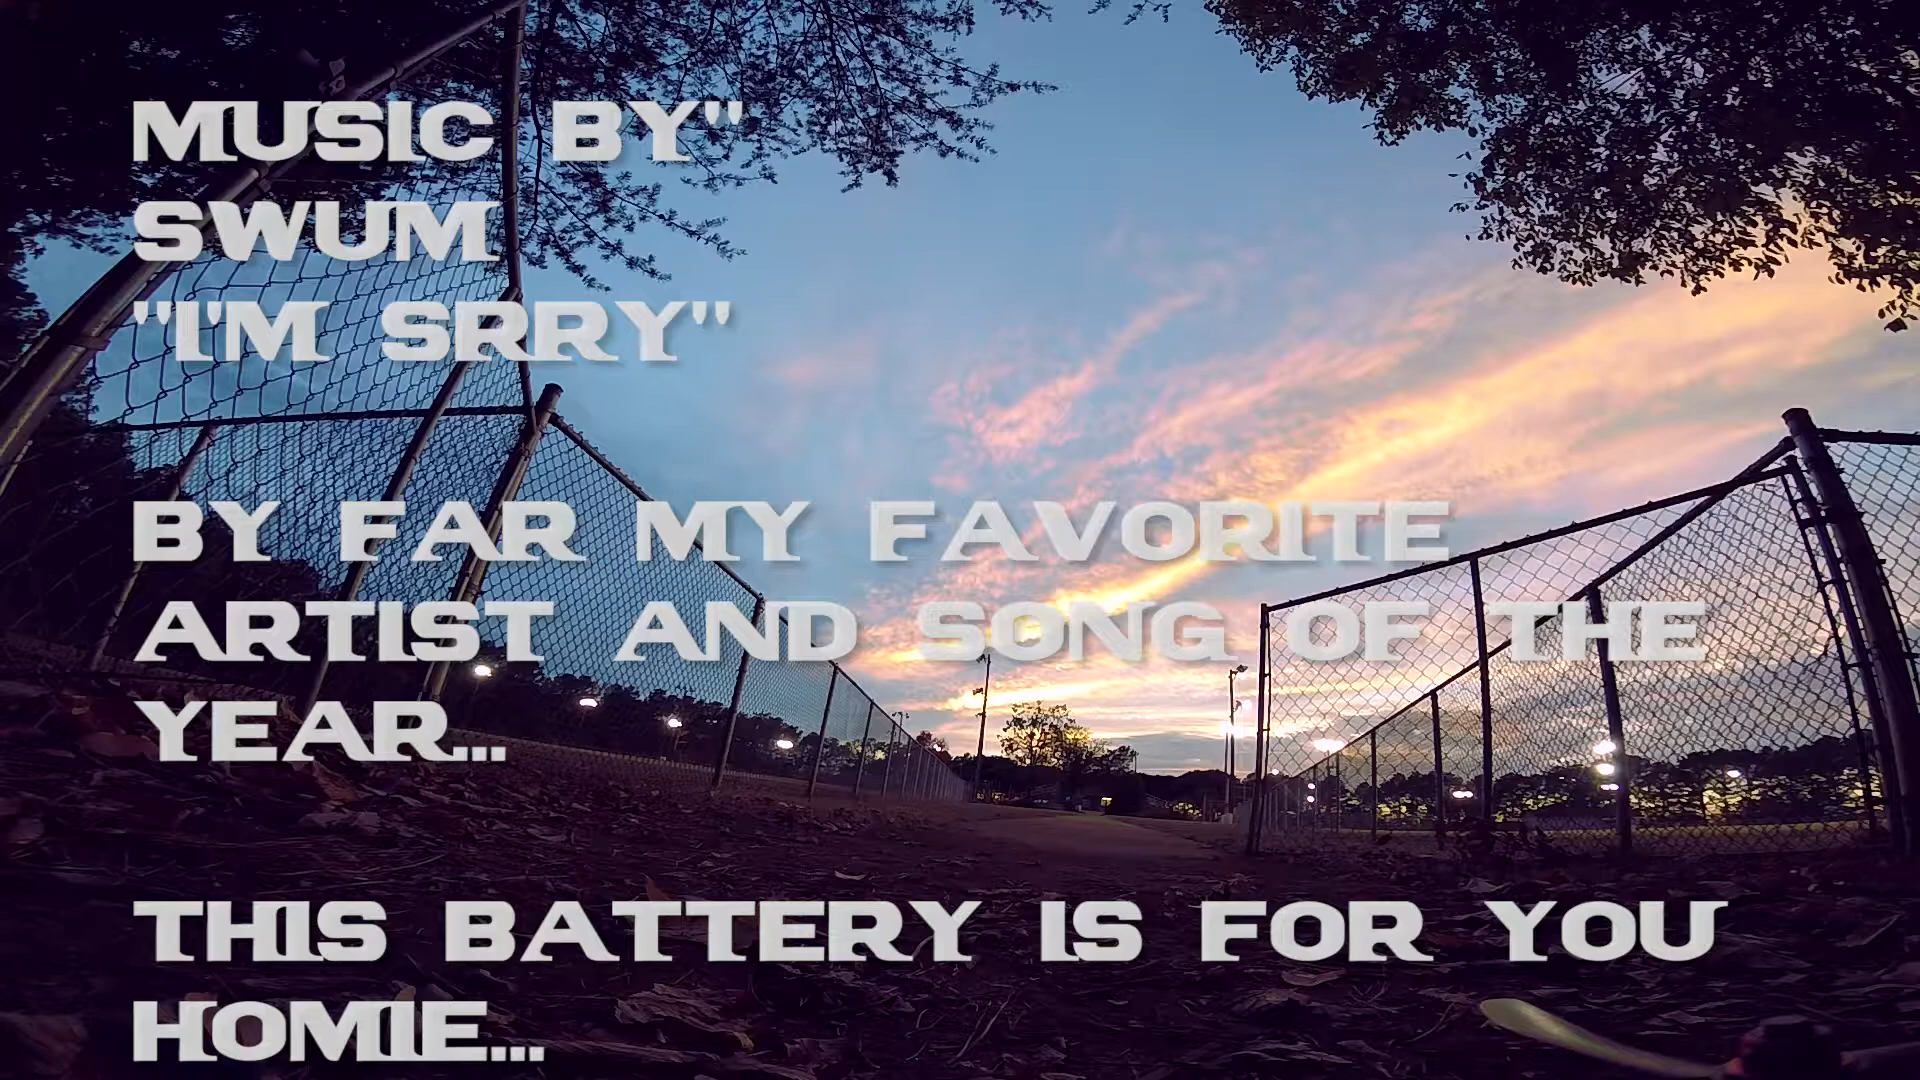 MUSIC BY"
SWUM
"I'M SRRY"
BY FAR MY FAVORITE
ARTIST AND SONG OF THE
YEAR...
THIS BATTERY IS FOR YOU
HOMIE...